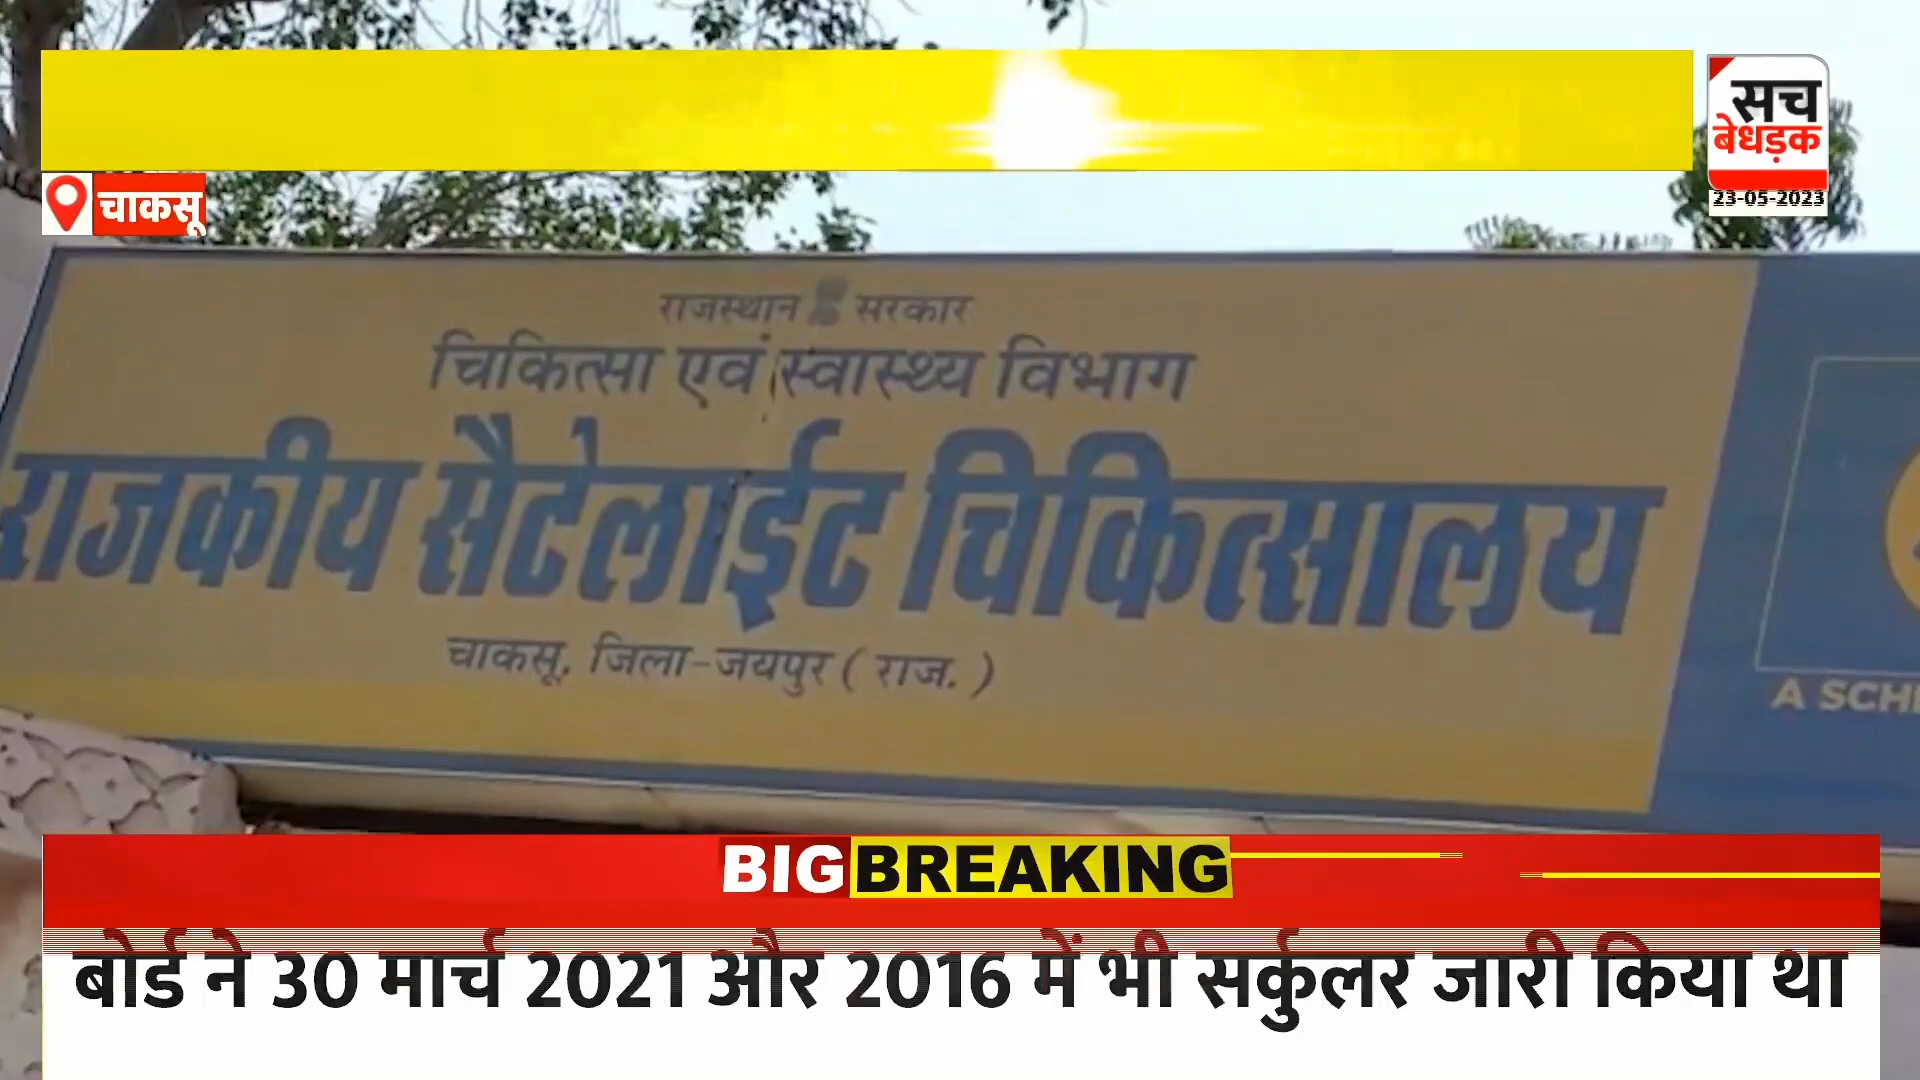 सच
बेधड़क
चाकसू
23-05-2023
राजस्थान सरकार
चिकित्सा एवं स्वास्थ्य विभाग
राजकीय सैटेलाईट चिकित्सालय
चाकसू, जिला-जयपुर ( राज. )
BIG BREAKING
बोर्ड ने 30 मार्च 2021 और 2016 में भी सर्कुलर जारी किया था